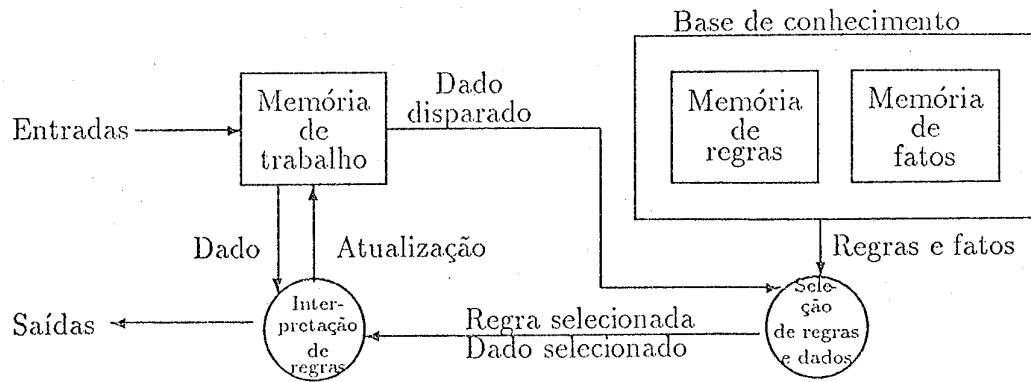 Base de conhecimento
Memória
de
trabalho
Dado
disparado
Memória
de
regras
Memória
de
fatos
Entradas
Dado
Atualização
Regras e fatos
Saídas
Inter-
pretação
de
regras
Regra selecionada
Dado selecionado
Sele-
ção
de regras
e dados